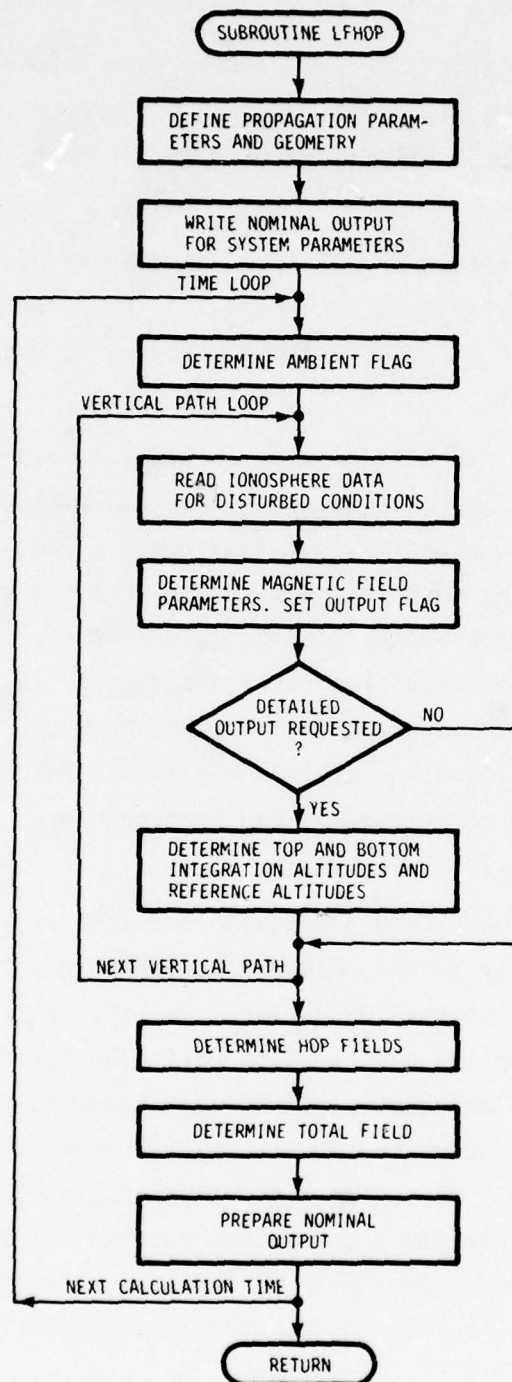 SUBROUTINE LFHOP
DEFINE PROPAGATION PARAM-
ETERS AND GEOMETRY
WRITE NOMINAL OUTPUT
FOR SYSTEM PARAMETERS
TIME LOOP
DETERMINE AMBIENT FLAG
VERTICAL PATH LOOP
READ IONOSPHERE DATA
FOR DISTURBED CONDITIONS
DETERMINE MAGNETIC FIELD
PARAMETERS. SET OUTPUT FLAG
DETAILED
OUTPUT REQUESTED
?
NO
YES
DETERMINE TOP AND BOTTOM
INTEGRATION ALTITUDES AND
REFERENCE ALTITUDES
NEXT VERTICAL PATH
DETERMINE HOP FIELDS
DETERMINE TOTAL FIELD
PREPARE NOMINAL
OUTPUT
NEXT CALCULATION TIME
RETURN